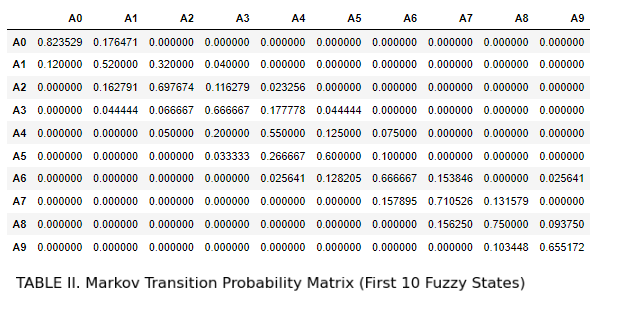 A0 A1 A2 A3 A4 A5 A6 A7 A8 A9
A0 0.823529 0.176471 0.000000 0.000000 0.000000 0.000000 0.000000 0.000000 0.000000 0.000000
A1 0.120000 0.520000 0.320000 0.040000 0.000000 0.000000 0.000000 0.000000 0.000000 0.000000
A2 0.000000 0.162791 0.697674 0.116279 0.023256 0.000000 0.000000 0.000000 0.000000 0.000000
A3 0.000000 0.044444 0.066667 0.666667 0.177778 0.044444 0.000000 0.000000 0.000000 0.000000
A4 0.000000 0.000000 0.050000 0.200000 0.550000 0.125000 0.075000 0.000000 0.000000 0.000000
A5 0.000000 0.000000 0.000000 0.033333 0.266667 0.600000 0.100000 0.000000 0.000000 0.000000
A6 0.000000 0.000000 0.000000 0.000000 0.025641 0.128205 0.666667 0.153846 0.000000 0.025641
A7 0.000000 0.000000 0.000000 0.000000 0.000000 0.000000 0.157895 0.710526 0.131579 0.000000
A8 0.000000 0.000000 0.000000 0.000000 0.000000 0.000000 0.000000 0.156250 0.750000 0.093750
A9 0.000000 0.000000 0.000000 0.000000 0.000000 0.000000 0.000000 0.000000 0.103448 0.655172
TABLE II. Markov Transition Probability Matrix (First 10 Fuzzy States)